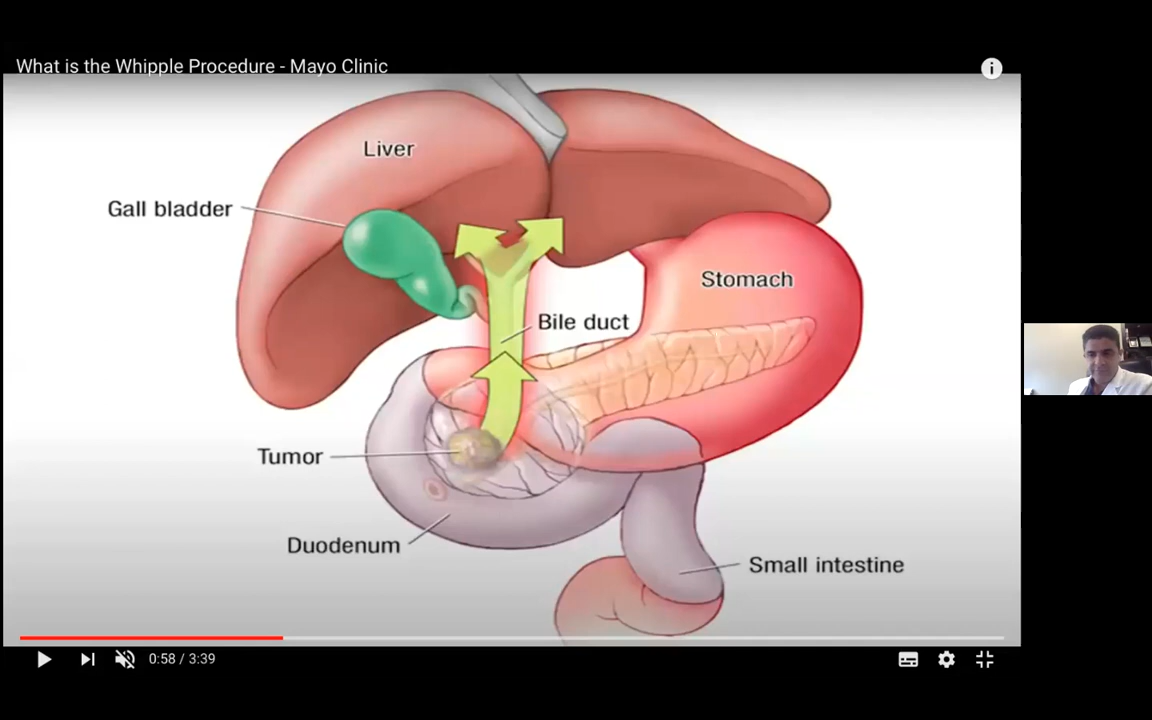 What is the Whipple Procedure - Mayo Clinic
Liver
Gall bladder
Stomach
Bile duct
Tumor
Duodenum
Small intestine
0:58 / 3:39